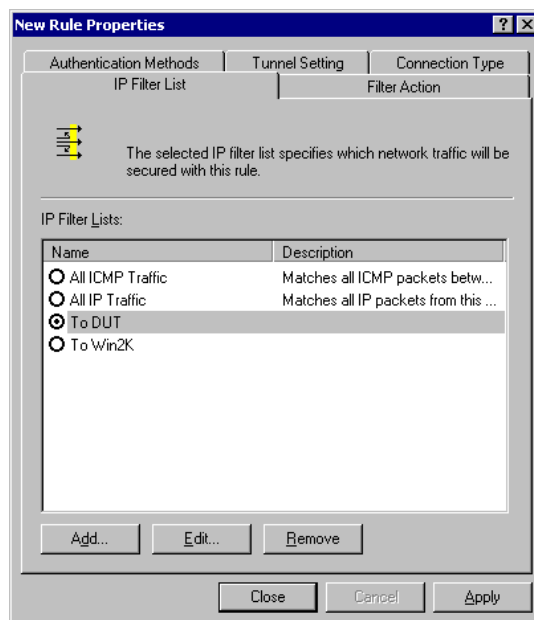 New Rule Properties
Authentication Methods Tunnel Setting Connection Type
IP Filter List Filter Action
The selected IP filter list specifies which network traffic will be
secured with this rule.
IP Filter Lists:
Name Description
All ICMP Traffic Matches all ICMP packets betw...
All IP Traffic Matches all IP packets from this ...
To DUT
To Win2K
Add... Edit... Remove
Close Cancel Apply